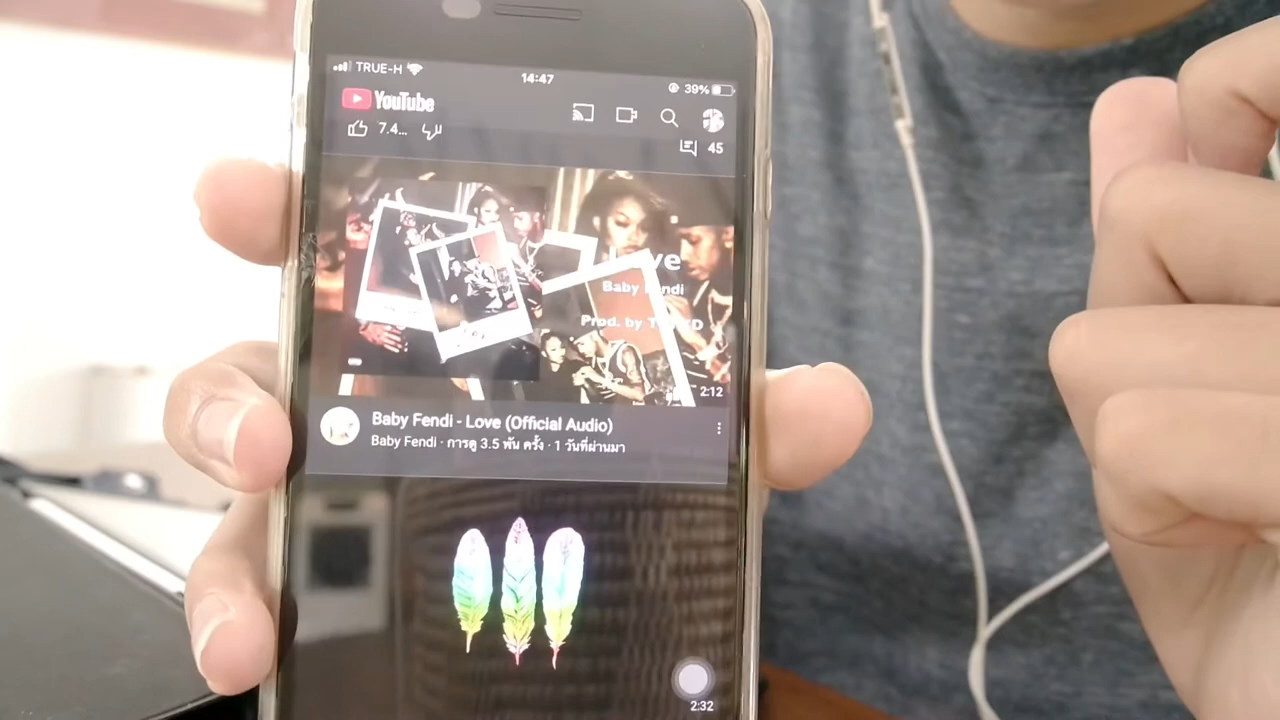 TRUE-H
14:47
39%
YouTube
7.4...
45
Baby
Prod. by
2:12
Baby Fendi - Love (Official Audio)
Baby Fendi · การดู 3.5 พัน ครั้ง · 1 วันที่ผ่านมา
2:32